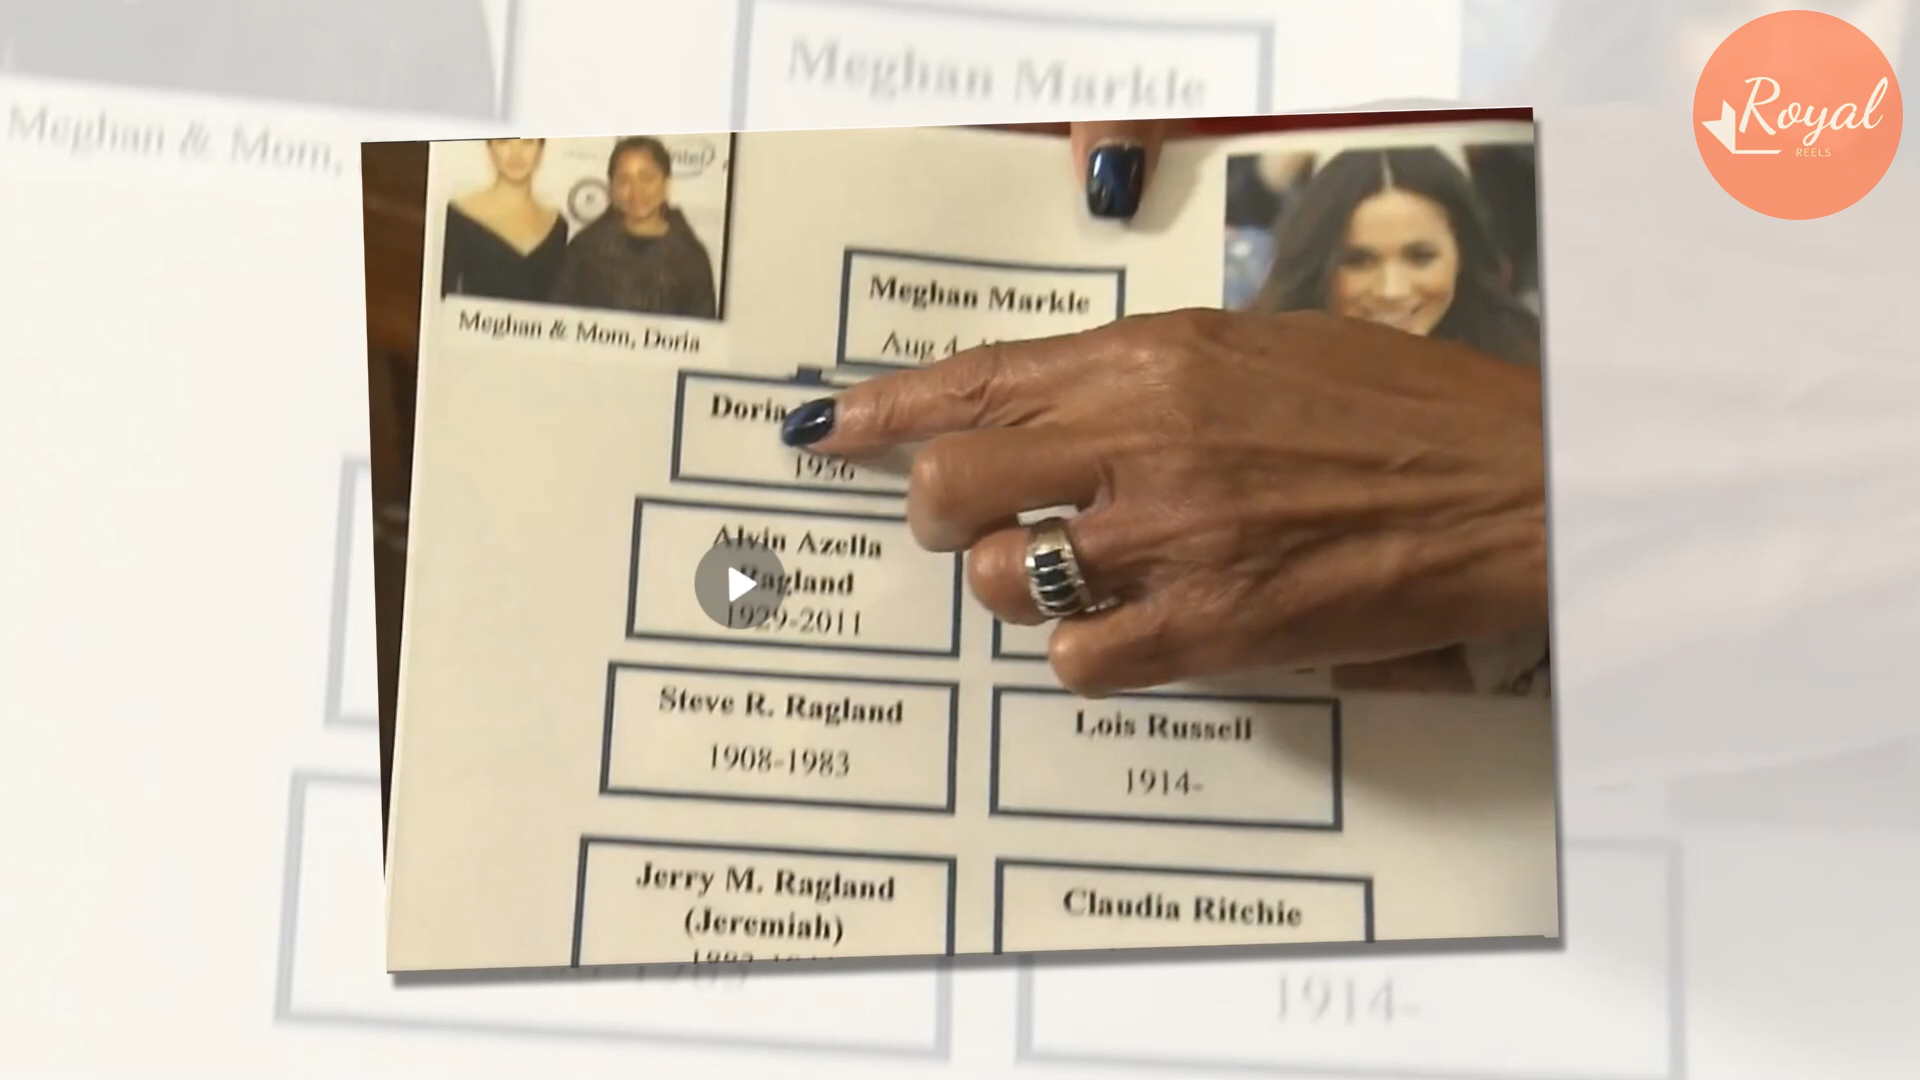 Meghan Markle
Meghan & Mom,
Royal
REELS
intel
Meghan & Mom, Doria
Meghan Markle
Aug 4,
Doria
1956
Alvin Azella
Ragland
1929-2011
Steve R. Ragland
1908-1983
Lois Russell
1914-
Jerry M. Ragland
(Jeremiah)
Claudia Ritchie
1914-